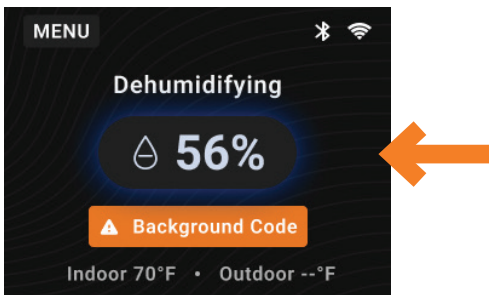 MENU
Dehumidifying
56%
Background Code
Indoor 70°F • Outdoor --°F